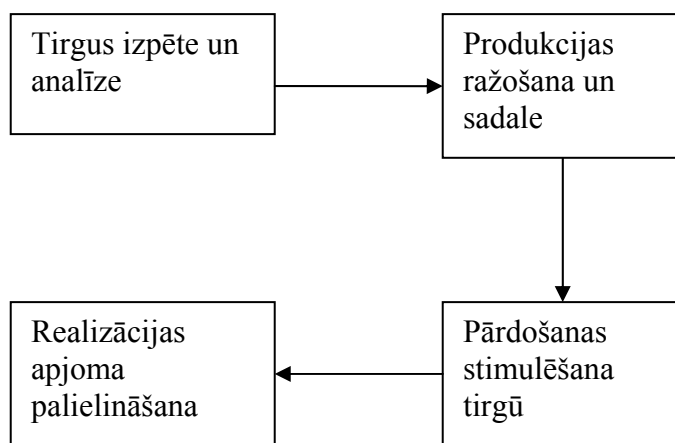 Tirgus izpēte un
analīze
Produkcijas
ražošana un
sadale
Pārdošanas
stimulēšana
tirgū
Realizācijas
apjoma
palielināšana